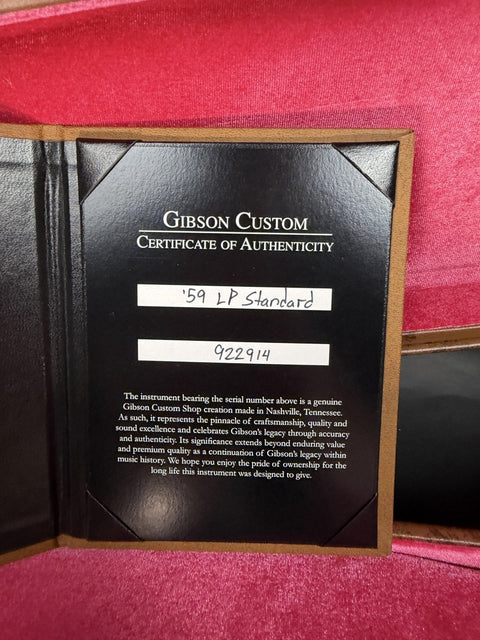 GIBSON CUSTOM
CERTIFICATE OF AUTHENTICITY
'59 LP Standard
922914
The instrument bearing the serial number above is a genuine
Gibson Custom Shop creation made in Nashville, Tennessee.
As such, it represents the pinnacle of craftsmanship, quality and
sound excellence and celebrates Gibson's legacy through accuracy
and authenticity. Its significance extends beyond enduring value
and premium quality as a continuation of Gibson's legacy within
music history. We hope you enjoy the pride of ownership for the
long life this instrument was designed to give.